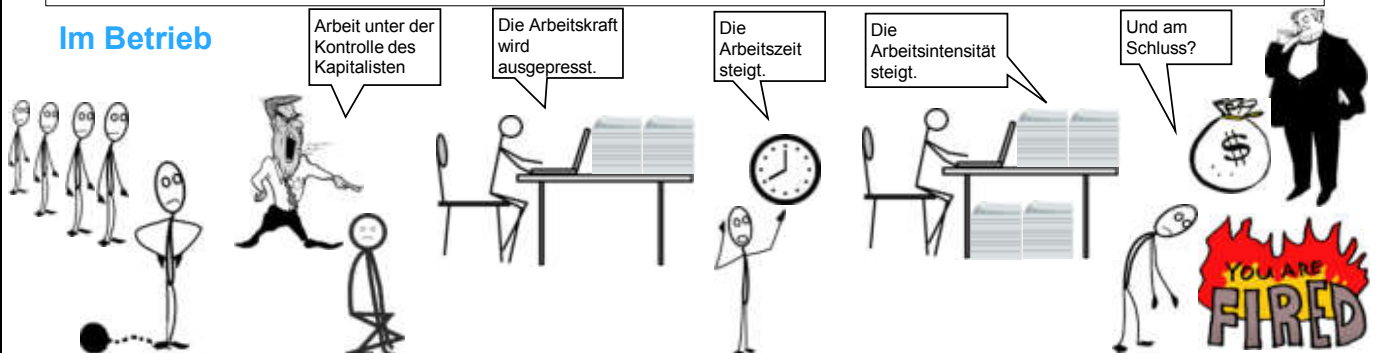 Im Betrieb
Arbeit unter der
Kontrolle des
Kapitalisten
Die Arbeitskraft
wird
ausgepresst.
Die
Arbeitszeit
steigt.
Die
Arbeitsintensität
steigt.
Und am
Schluss?
$
YOU ARE
FIRED